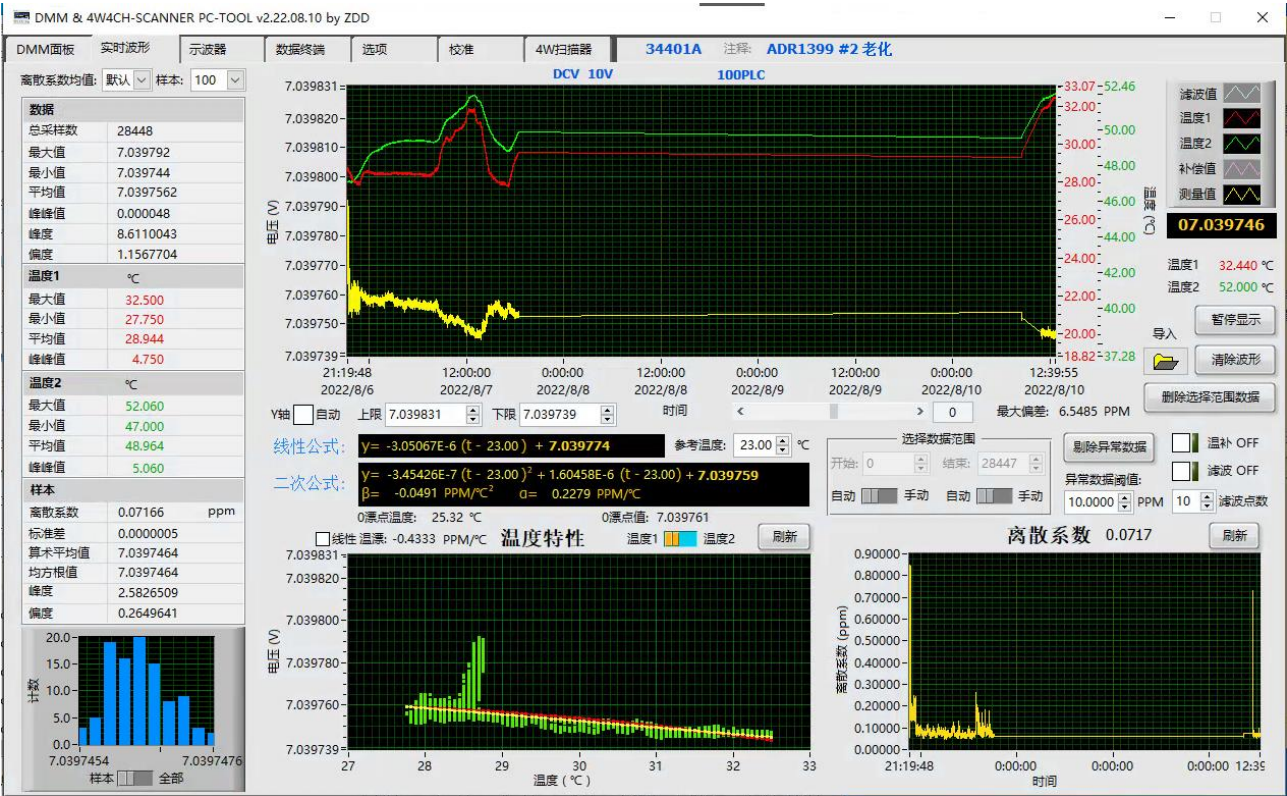 DMM & 4W4CH-SCANNER PC-TOOL v2.22.08.10 by ZDD
DMM面板 实时波形 示波器 数据终端 选项 校准 4W扫描器 34401A 注释: ADR1399 #2 老化
离散系数均值: 默认 样本: 100
DCV 10V 100PLC
数据
总采样数 28448
最大值 7.039792
最小值 7.039744
平均值 7.0397562
峰峰值 0.000048
峰度 8.6110043
偏度 1.1567704
温度1 ℃
最大值 32.500
最小值 27.750
平均值 28.944
峰峰值 4.750
温度2 ℃
最大值 52.060
最小值 47.000
平均值 48.964
峰峰值 5.060
样本
离散系数 0.07166 ppm
标准差 0.0000005
算术平均值 7.0397464
均方根值 7.0397464
峰度 2.5826509
偏度 0.2649641
计数
20.0
15.0
10.0
5.0
0.0
7.0397454 7.0397476
样本 全部
电压 (V)
7.039831
7.039820
7.039810
7.039800
7.039790
7.039780
7.039770
7.039760
7.039750
7.039739
33.07
32.00
30.00
28.00
26.00
24.00
22.00
20.00
18.82
52.46
50.00
48.00
46.00
44.00
42.00
40.00
37.28
温度 (℃)
21:19:48 12:00:00 0:00:00 12:00:00 0:00:00 12:00:00 0:00:00 12:39:55
2022/8/6 2022/8/7 2022/8/8 2022/8/8 2022/8/9 2022/8/9 2022/8/10 2022/8/10
时间
滤波值
温度1
温度2
补偿值
测量值
07.039746
温度1 32.440 ℃
温度2 52.000 ℃
暂停显示
导入
清除波形
删除选择范围数据
Y轴 自动 上限 7.039831 下限 7.039739
0 最大偏差: 6.5485 PPM
线性公式: y= -3.05067E-6 (t - 23.00) + 7.039774 参考温度: 23.00 ℃
二次公式: y= -3.45426E-7 (t - 23.00)² + 1.60458E-6 (t - 23.00) + 7.039759
β= -0.0491 PPM/℃² α= 0.2279 PPM/℃
0漂点温度: 25.32 ℃ 0漂点值: 7.039761
选择数据范围
开始: 0 结束: 28447
自动 手动 自动 手动
剔除异常数据
异常数据阈值:
10.0000 PPM
温补 OFF
滤波 OFF
10 滤波点数
线性 温漂: -0.4333 PPM/℃ 温度特性 温度1 温度2 刷新
电压 (V)
7.039831
7.039820
7.039800
7.039780
7.039760
7.039739
27 28 29 30 31 32 33
温度 (℃)
离散系数 0.0717 刷新
离散系数 (ppm)
0.90000
0.80000
0.70000
0.60000
0.50000
0.40000
0.30000
0.20000
0.10000
0.00000
21:19:48 0:00:00 0:00:00 0:00:00 12:39
时间